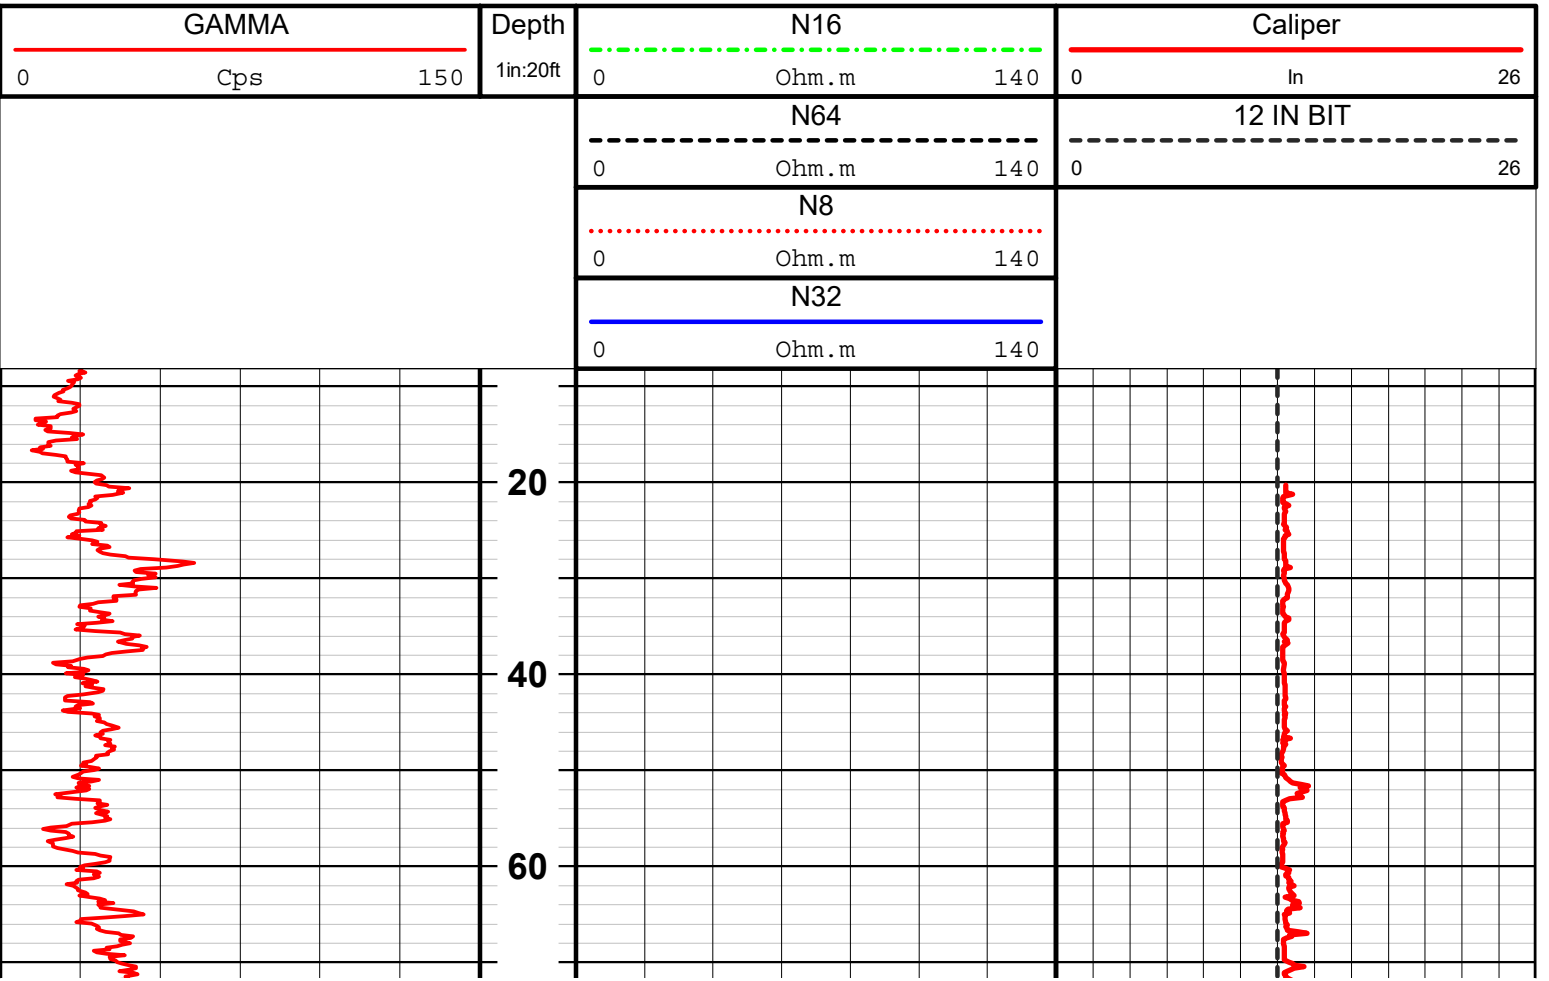 GAMMA Depth N16 Caliper
0 Cps 150 1in:20ft 0 Ohm.m 140 0 In 26
N64 12 IN BIT
0 Ohm.m 140 0 26
N8
0 Ohm.m 140
N32
0 Ohm.m 140
20
40
60